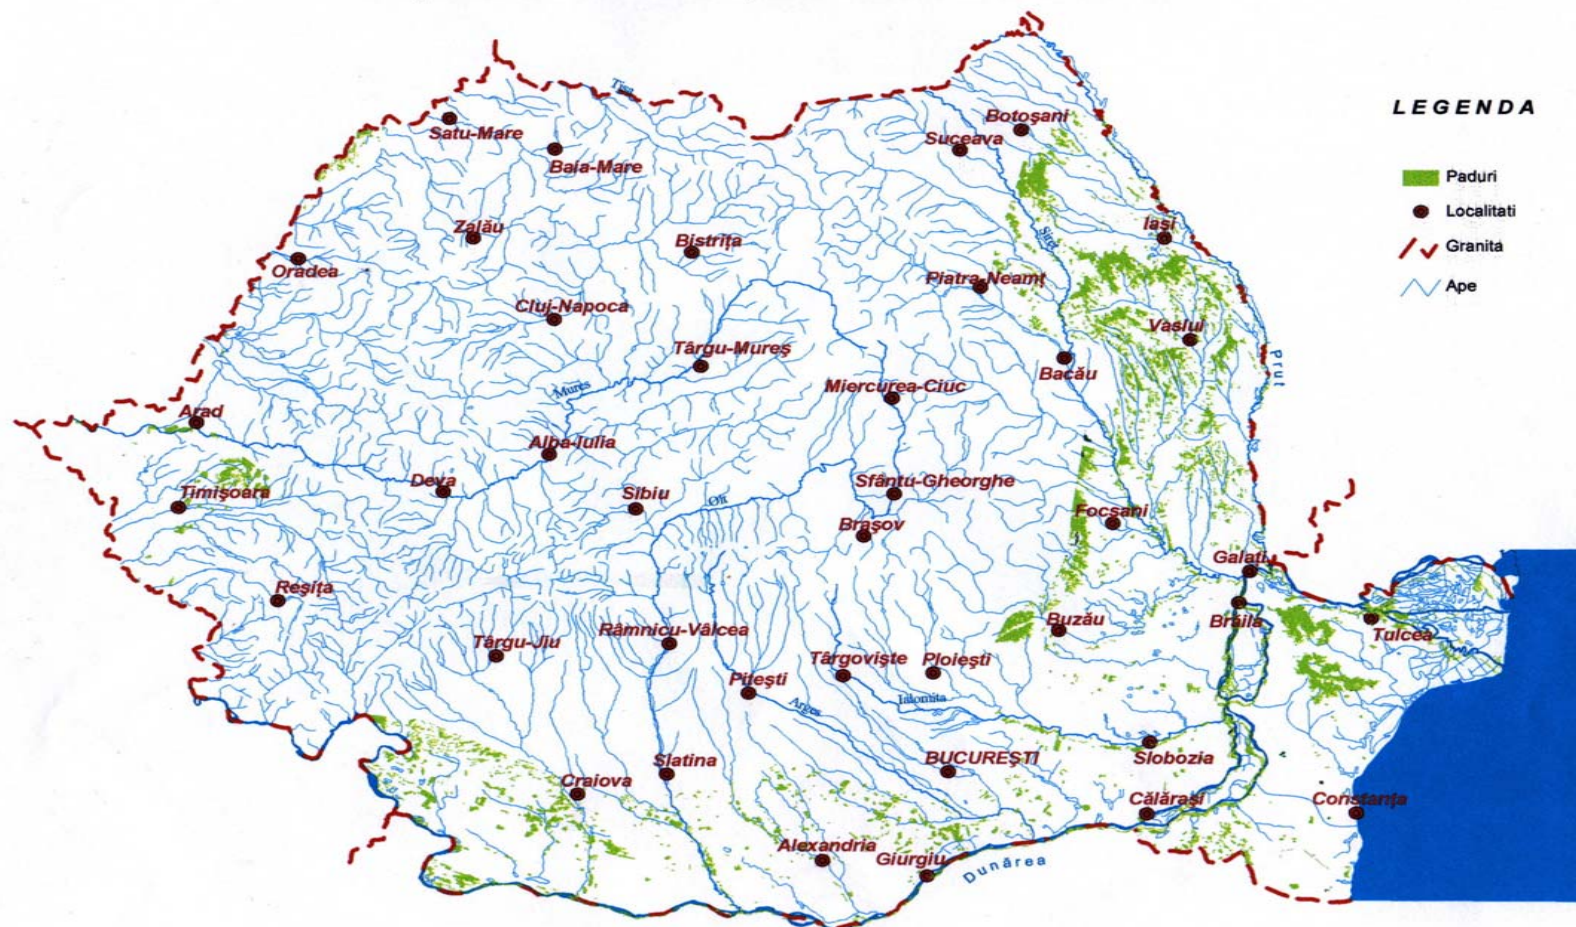 LEGENDA
Paduri
Localitati
Granita
Ape
Tisa
Satu-Mare
Baia-Mare
Botoşani
Suceava
Zalău
Bistriţa
Iaşi
Oradea
Siret
Piatra-Neamţ
Cluj-Napoca
Vaslui
Târgu-Mureş
Bacău
Prut
Mures
Miercurea-Ciuc
Arad
Alba-Iulia
Deva
Sibiu
Olt
Sfântu-Gheorghe
Timişoara
Braşov
Focşani
Galaţi
Reşiţa
Brăila
Tulcea
Buzău
Râmnicu-Vâlcea
Târgu-Jiu
Târgovişte
Ploieşti
Piteşti
Arges
Ialomita
Slatina
BUCUREŞTI
Slobozia
Craiova
Călăraşi
Constanţa
Alexandria
Giurgiu
Dunărea